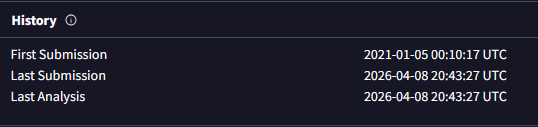 History
First Submission 2021-01-05 00:10:17 UTC
Last Submission 2026-04-08 20:43:27 UTC
Last Analysis 2026-04-08 20:43:27 UTC